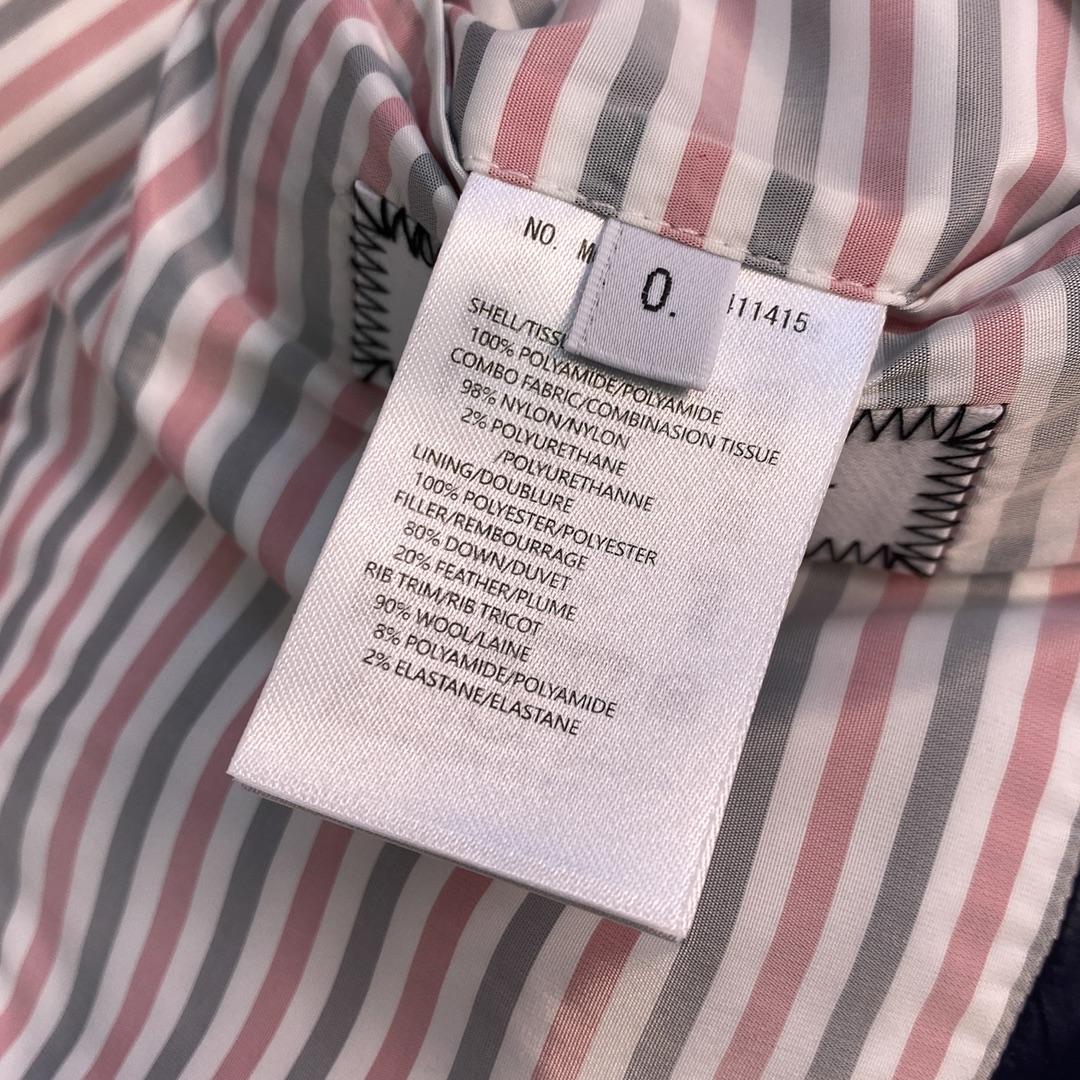 NO. M 411415
0.
SHELL/TISSU
100% POLYAMIDE/POLYAMIDE
COMBO FABRIC/COMBINASION TISSUE
98% NYLON/NYLON
2% POLYURETHANE
/POLYURETHANNE
LINING/DOUBLURE
100% POLYESTER/POLYESTER
FILLER/REMBOURRAGE
80% DOWN/DUVET
20% FEATHER/PLUME
RIB TRIM/RIB TRICOT
90% WOOL/LAINE
8% POLYAMIDE/POLYAMIDE
2% ELASTANE/ELASTANE